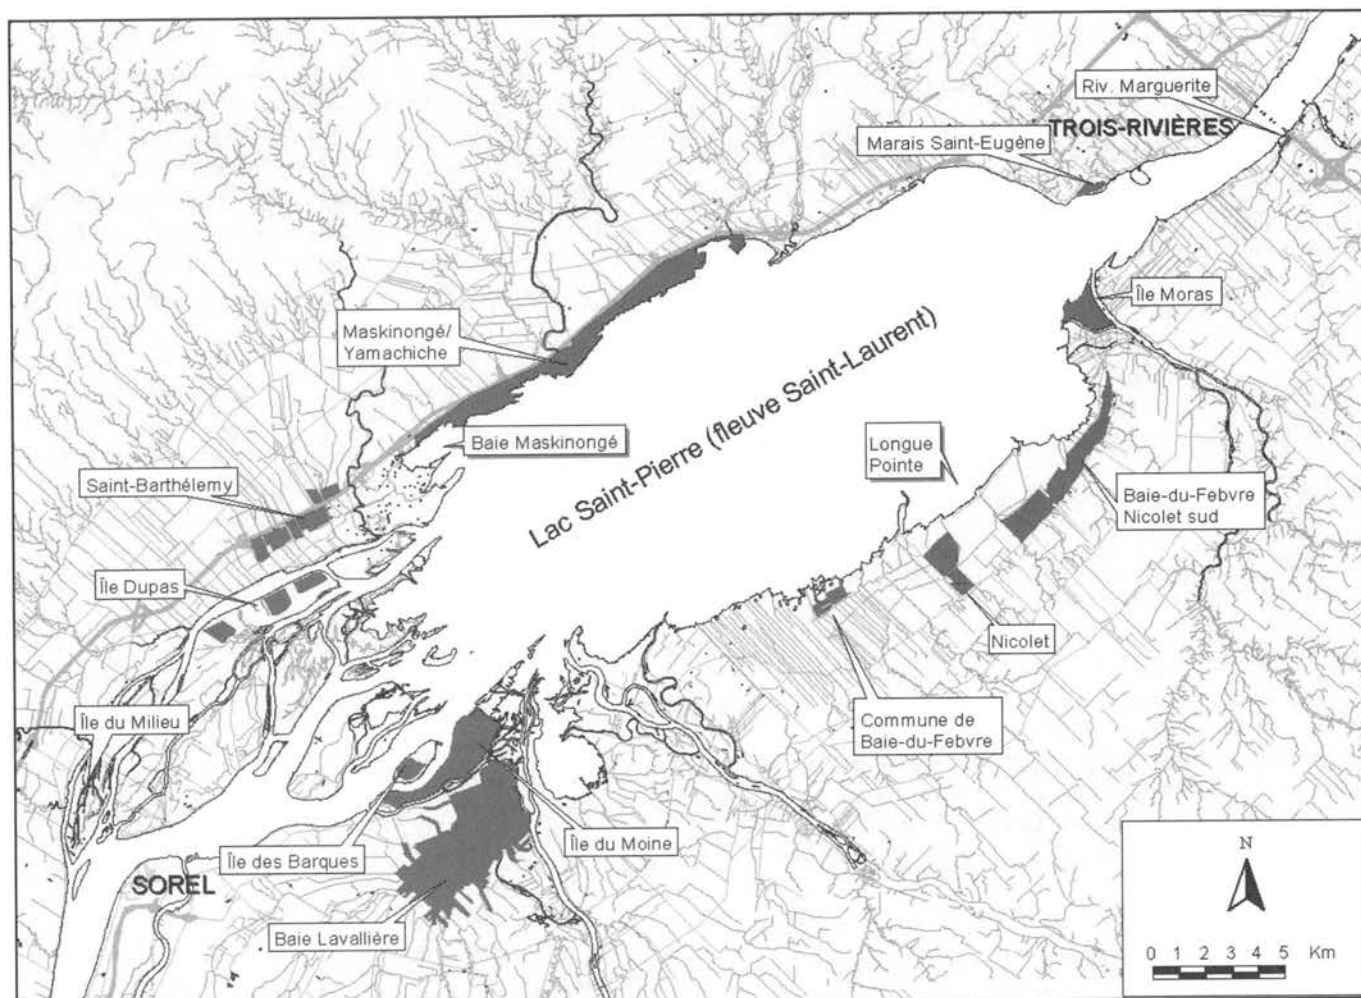 Riv. Marguerite
TROIS-RIVIÈRES
Marais Saint-Eugène
Île Moras
Maskinongé/
Yamachiche
Lac Saint-Pierre (fleuve Saint-Laurent)
Baie Maskinongé
Longue
Pointe
Saint-Barthélemy
Baie-du-Febvre
Nicolet sud
Île Dupas
Nicolet
Île du Milieu
Commune de
Baie-du-Febvre
Île des Barques
Île du Moine
SOREL
Baie Lavallière
N
0 1 2 3 4 5 Km